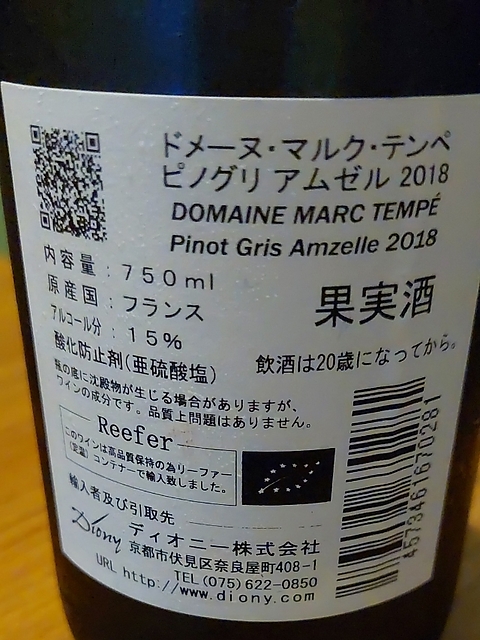 ドメーヌ・マルク・テンペ
ピノグリ アムゼル 2018
DOMAINE MARC TEMPÉ
Pinot Gris Amzelle 2018
内容量:750ml
原産国:フランス
アルコール分:15%
果実酒
酸化防止剤(亜硫酸塩)
飲酒は20歳になってから。
瓶の底に沈殿物が生じる場合がありますが、
ワインの成分です。品質上問題はありません。
Reefer
このワインは高品質保持の為リーファー
(定温)コンテナーで輸入致しました。
輸入者及び引取先
Diony ディオニー株式会社
京都市伏見区奈良屋町408-1
TEL(075)622-0850
URL http://www.diony.com
4573461670281